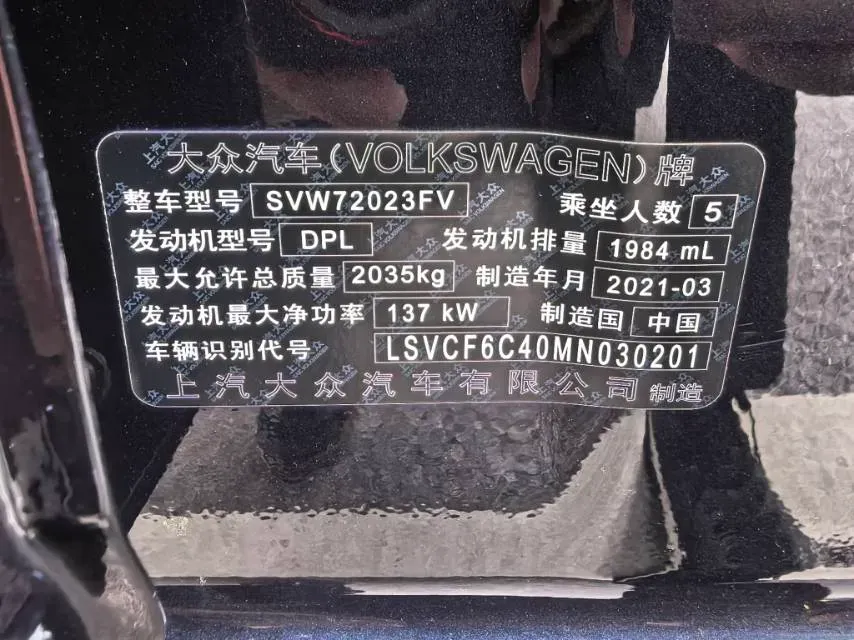 大众汽车(VOLKSWAGEN)牌
整车型号 SVW72023FV 乘坐人数 5
发动机型号 DPL 发动机排量 1984 mL
最大允许总质量 2035kg 制造年月 2021-03
发动机最大净功率 137 kW 制造国 中国
车辆识别代号 LSVCF6C40MN030201
上汽大众汽车有限公司 制造